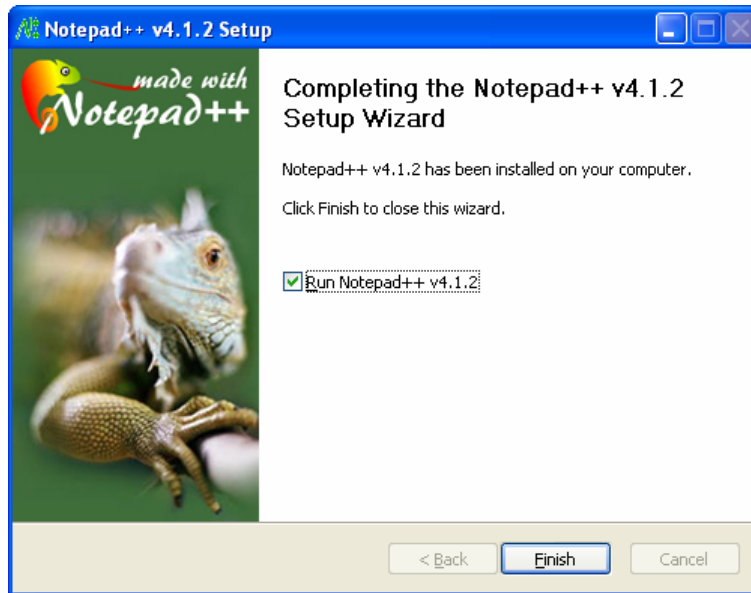 Notepad++ v4.1.2 Setup
made with
Notepad++
Completing the Notepad++ v4.1.2
Setup Wizard
Notepad++ v4.1.2 has been installed on your computer.
Click Finish to close this wizard.
Run Notepad++ v4.1.2
< Back
Finish
Cancel